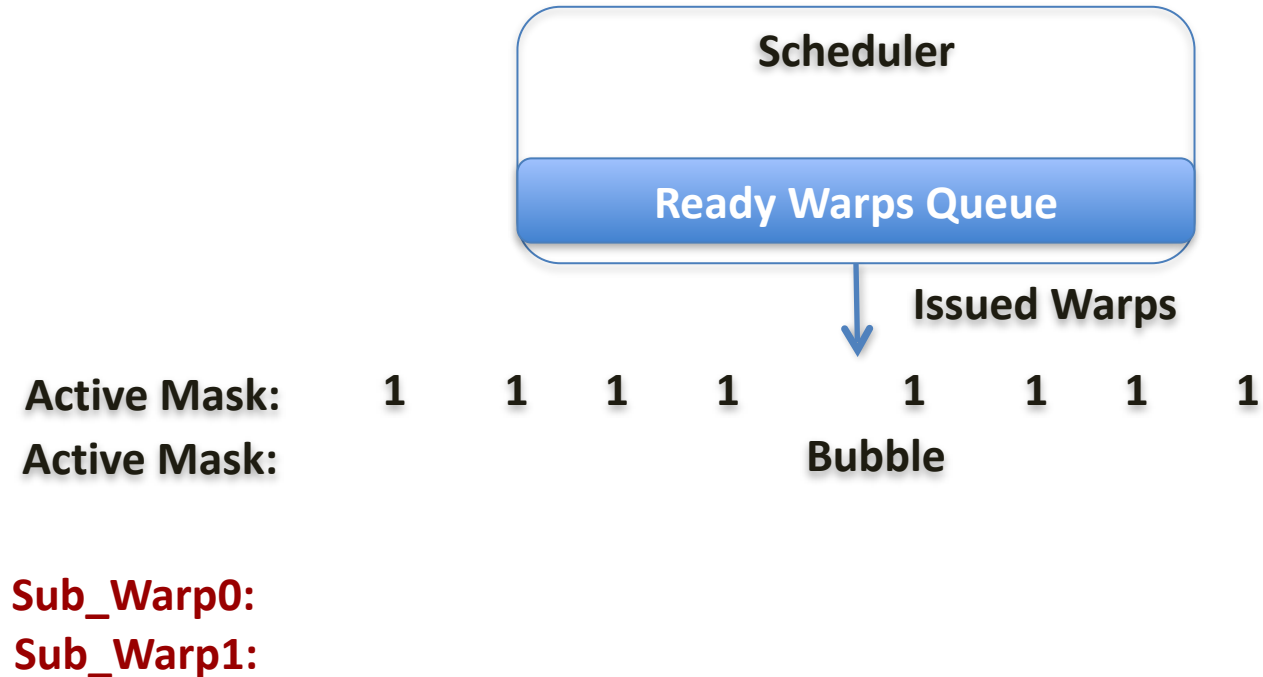 Scheduler
Ready Warps Queue
Issued Warps
Active Mask: 1 1 1 1 1 1 1 1
Active Mask: Bubble
Sub_Warp0:
Sub_Warp1: